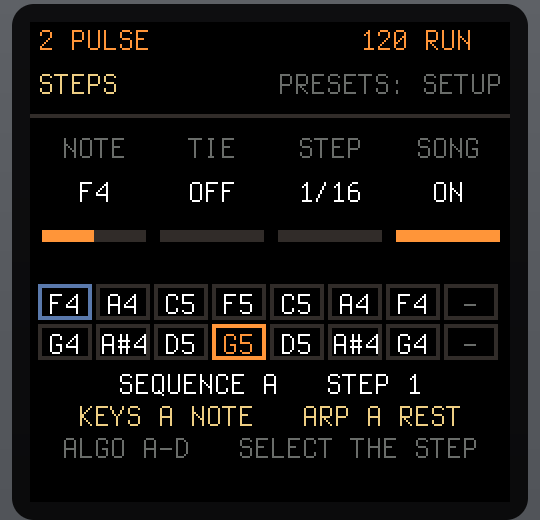 2 PULSE 120 RUN
STEPS PRESETS: SETUP
NOTE TIE STEP SONG
F4 OFF 1/16 ON
F4 A4 C5 F5 C5 A4 F4 –
G4 A#4 D5 G5 D5 A#4 G4 –
SEQUENCE A STEP 1
KEYS A NOTE ARP A REST
ALGO A–D SELECT THE STEP